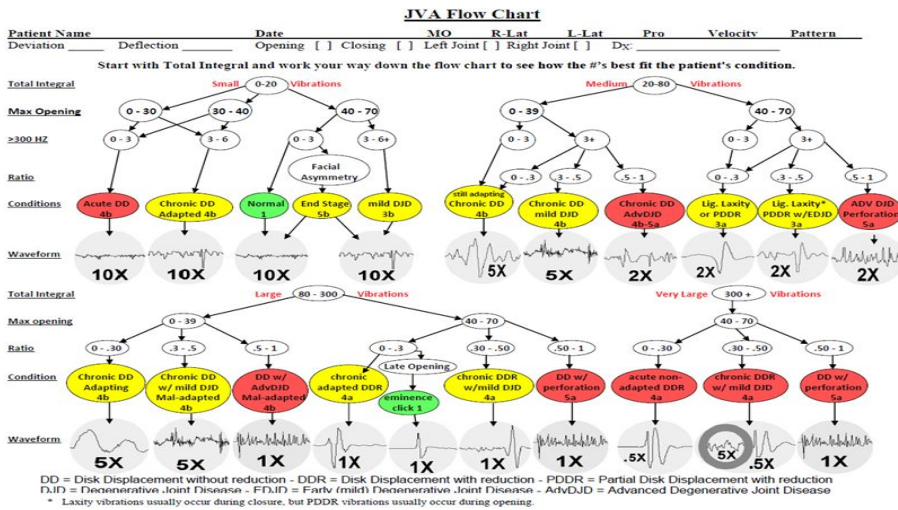 JVA Flow Chart
Patient Name Date MO R-Lat L-Lat Pro Velocity Pattern
Deviation _____ Deflection _____ Opening [ ] Closing [ ] Left Joint [ ] Right Joint [ ] Dx: _____
Start with Total Integral and work your way down the flow chart to see how the #'s best fit the patient's condition.
Total Integral Small 0-20 Vibrations Medium 20-80 Vibrations
Max Opening 0 - 30 30 - 40 40 - 70 0 - 39 40 - 70
>300 HZ 0 - 3 3 - 6 0 - 3 3 - 6+ 0 - 3 3+ 0 - 3 3+
Facial
Asymmetry
Ratio 0 - .3 .3 - .5 .5 - 1 0 - .3 .3 - .5 .5 - 1
Conditions
Acute DD
4b
Chronic DD
Adapted 4b
Normal
1
End Stage
5b
mild DJD
3b
still adapting
Chronic DD
4b
Chronic DD
mild DJD
4b
Chronic DD
AdvDJD
4b-5a
Lig. Laxity
or PDDR
3a
Lig. Laxity*
PDDR w/EDJD
3a
ADV DJD
Perforation
5a
Waveform
10X 10X 10X 10X 5X 5X 2X 2X 2X 2X
Total Integral Large 80 - 300 Vibrations Very Large 300 + Vibrations
Max opening 0 - 39 40 - 70 40 - 70
Ratio 0 - .30 .3 - .5 .5 - 1 0 - .3 .30 - .50 .50 - 1 0 - .30 .30 - .50 .50 - 1
Late Opening
Condition
Chronic DD
Adapting
4b
Chronic DD
w/ mild DJD
Mal-adapted
4b
DD w/
AdvDJD
Mal-adapted
4b
chronic
adapted DDR
4a
eminence
click 1
chronic DDR
w/mild DJD
4a
DD w/
perforation
5a
acute non-
adapted DDR
4a
chronic DDR
w/ mild DJD
4a
DD w/
perforation
5a
Waveform
5X 5X 1X 1X 1X 1X 1X .5X 5X .5X 1X
DD = Disk Displacement without reduction - DDR = Disk Displacement with reduction - PDDR = Partial Disk Displacement with reduction
DJD = Degenerative Joint Disease - EDJD = Early (mild) Degenerative Joint Disease - AdvDJD = Advanced Degenerative Joint Disease
* Laxity vibrations usually occur during closure, but PDDR vibrations usually occur during opening.